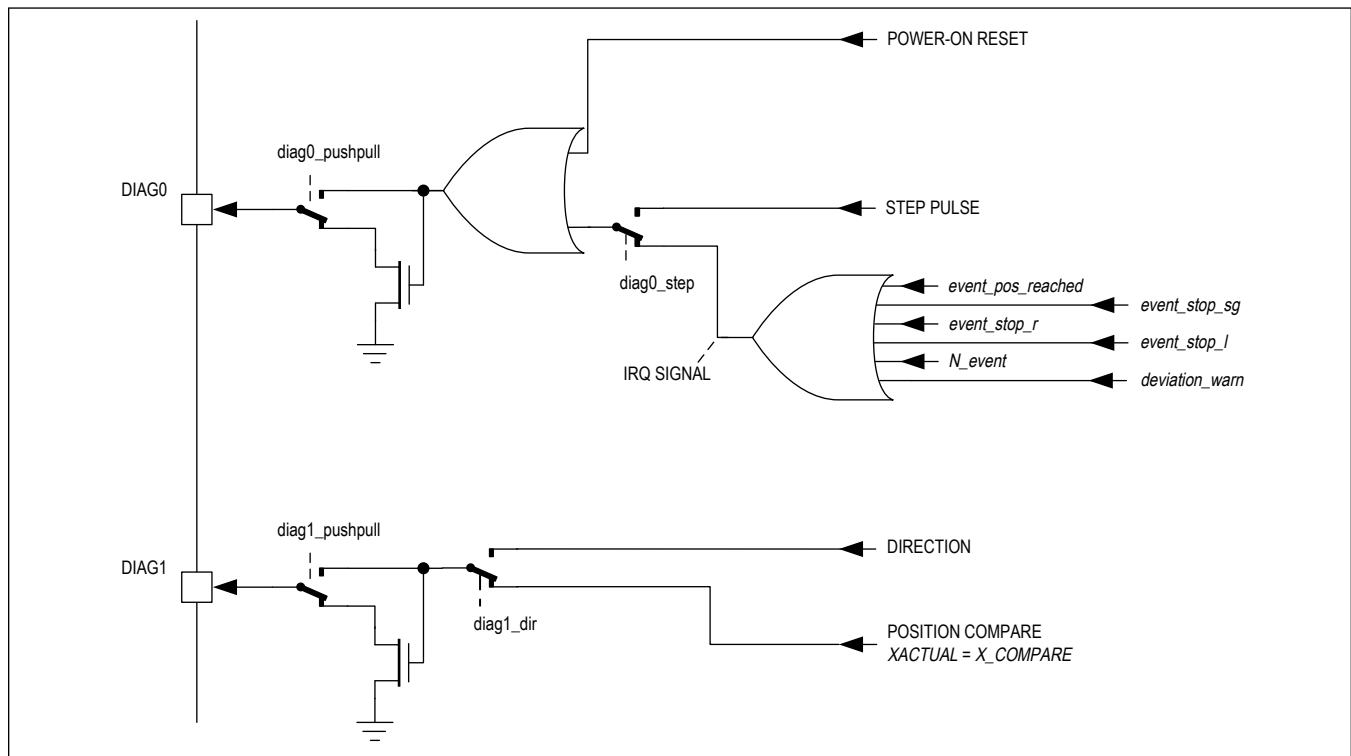 POWER-ON RESET
diag0_pushpull
DIAG0
STEP PULSE
diag0_step
event_pos_reached
event_stop_sg
event_stop_r
event_stop_l
N_event
IRQ SIGNAL
deviation_warn
diag1_pushpull
DIRECTION
DIAG1
diag1_dir
POSITION COMPARE
XACTUAL = X_COMPARE